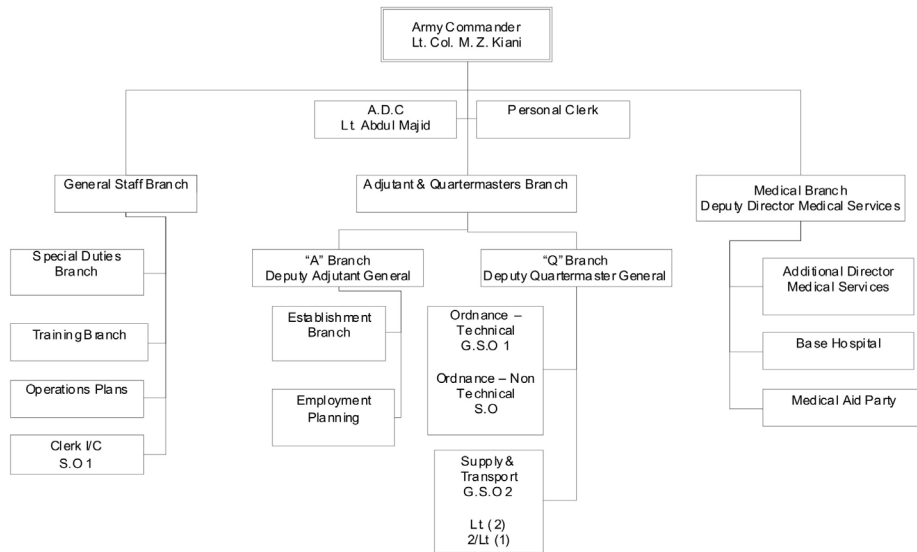 Army Commander
Lt. Col. M. Z. Kiani
A.D.C
Lt. Abdul Majid
Personal Clerk
General Staff Branch
Adjutant & Quartermasters Branch
Medical Branch
Deputy Director Medical Services
Special Duties
Branch
Training Branch
Operations Plans
Clerk I/C
S.O 1
"A" Branch
Deputy Adjutant General
Establishment
Branch
Employment
Planning
"Q" Branch
Deputy Quartermaster General
Ordnance –
Technical
G.S.O 1
Ordnance – Non
Technical
S.O
Supply &
Transport
G.S.O 2
Lt (2)
2/Lt (1)
Additional Director
Medical Services
Base Hospital
Medical Aid Party